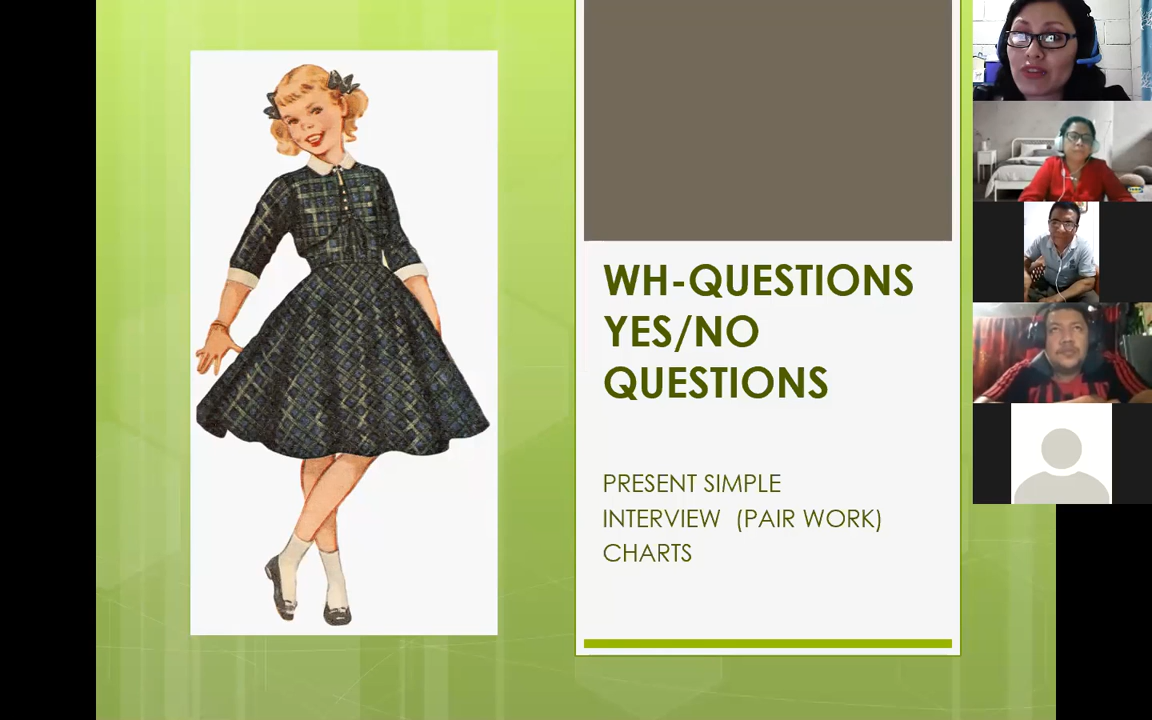 WH-QUESTIONS
YES/NO
QUESTIONS
PRESENT SIMPLE
INTERVIEW (PAIR WORK)
CHARTS